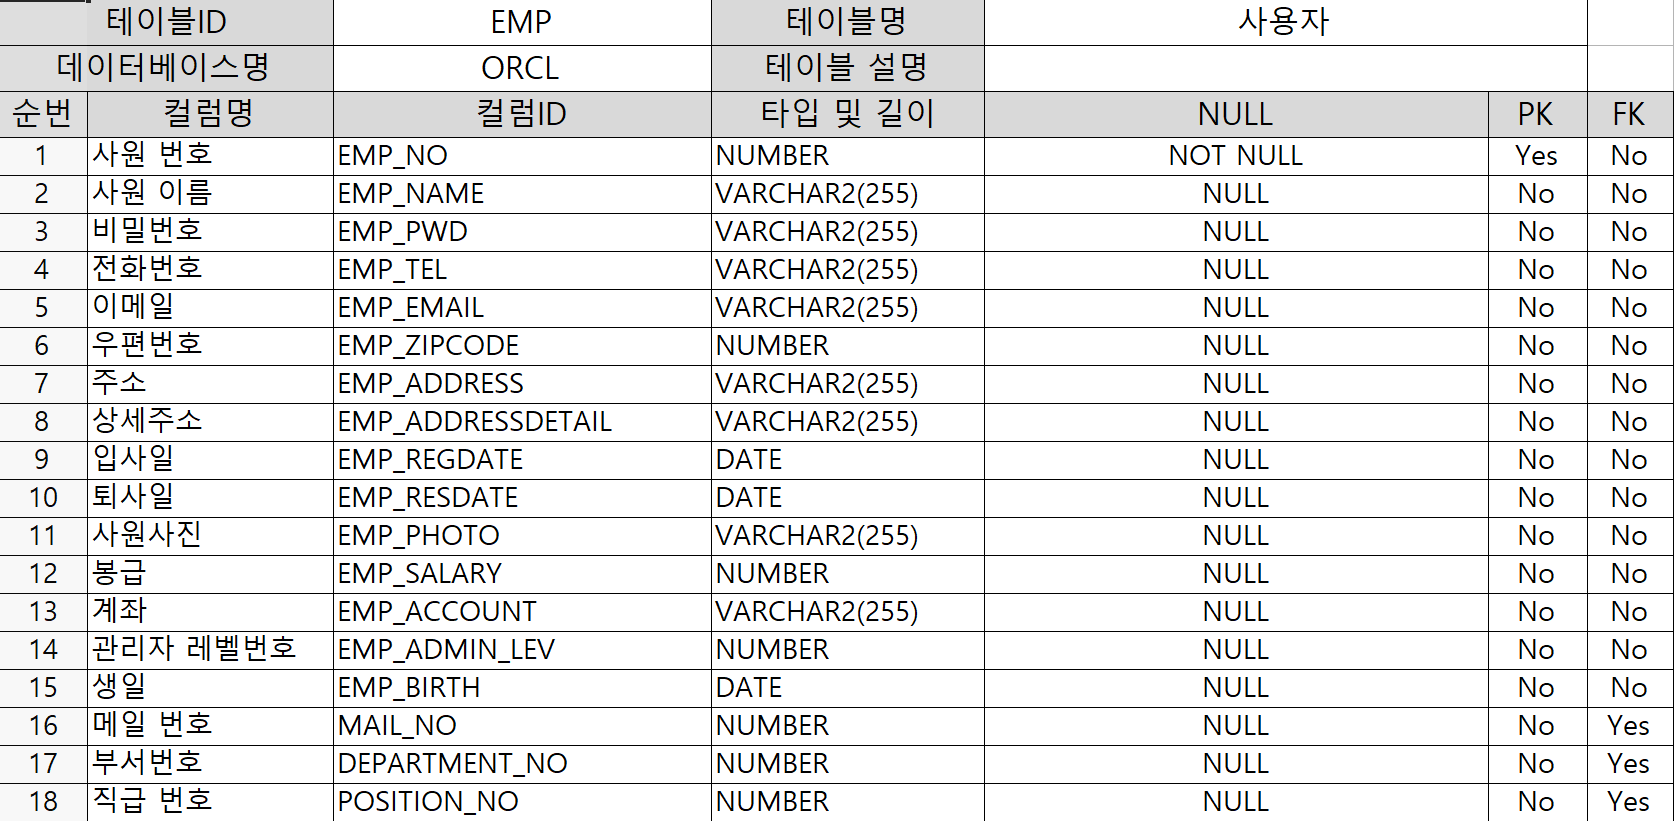 테이블ID EMP 테이블명 사용자
데이터베이스명 ORCL 테이블 설명
순번 컬럼명 컬럼ID 타입 및 길이 NULL PK FK
1 사원 번호 EMP_NO NUMBER NOT NULL Yes No
2 사원 이름 EMP_NAME VARCHAR2(255) NULL No No
3 비밀번호 EMP_PWD VARCHAR2(255) NULL No No
4 전화번호 EMP_TEL VARCHAR2(255) NULL No No
5 이메일 EMP_EMAIL VARCHAR2(255) NULL No No
6 우편번호 EMP_ZIPCODE NUMBER NULL No No
7 주소 EMP_ADDRESS VARCHAR2(255) NULL No No
8 상세주소 EMP_ADDRESSDETAIL VARCHAR2(255) NULL No No
9 입사일 EMP_REGDATE DATE NULL No No
10 퇴사일 EMP_RESDATE DATE NULL No No
11 사원사진 EMP_PHOTO VARCHAR2(255) NULL No No
12 봉급 EMP_SALARY NUMBER NULL No No
13 계좌 EMP_ACCOUNT VARCHAR2(255) NULL No No
14 관리자 레벨번호 EMP_ADMIN_LEV NUMBER NULL No No
15 생일 EMP_BIRTH DATE NULL No No
16 메일 번호 MAIL_NO NUMBER NULL No Yes
17 부서번호 DEPARTMENT_NO NUMBER NULL No Yes
18 직급 번호 POSITION_NO NUMBER NULL No Yes